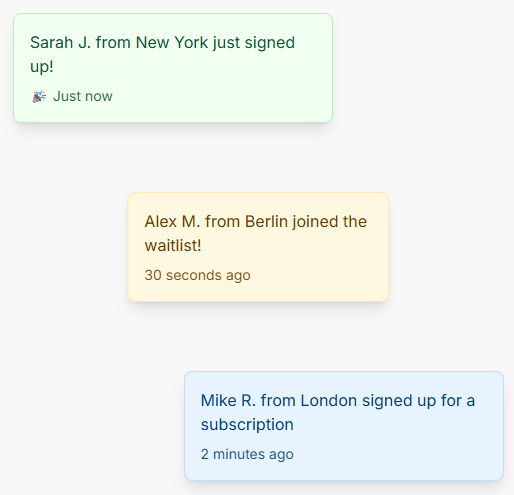 Sarah J. from New York just signed
up!
🎉 Just now
Alex M. from Berlin joined the
waitlist!
30 seconds ago
Mike R. from London signed up for a
subscription
2 minutes ago